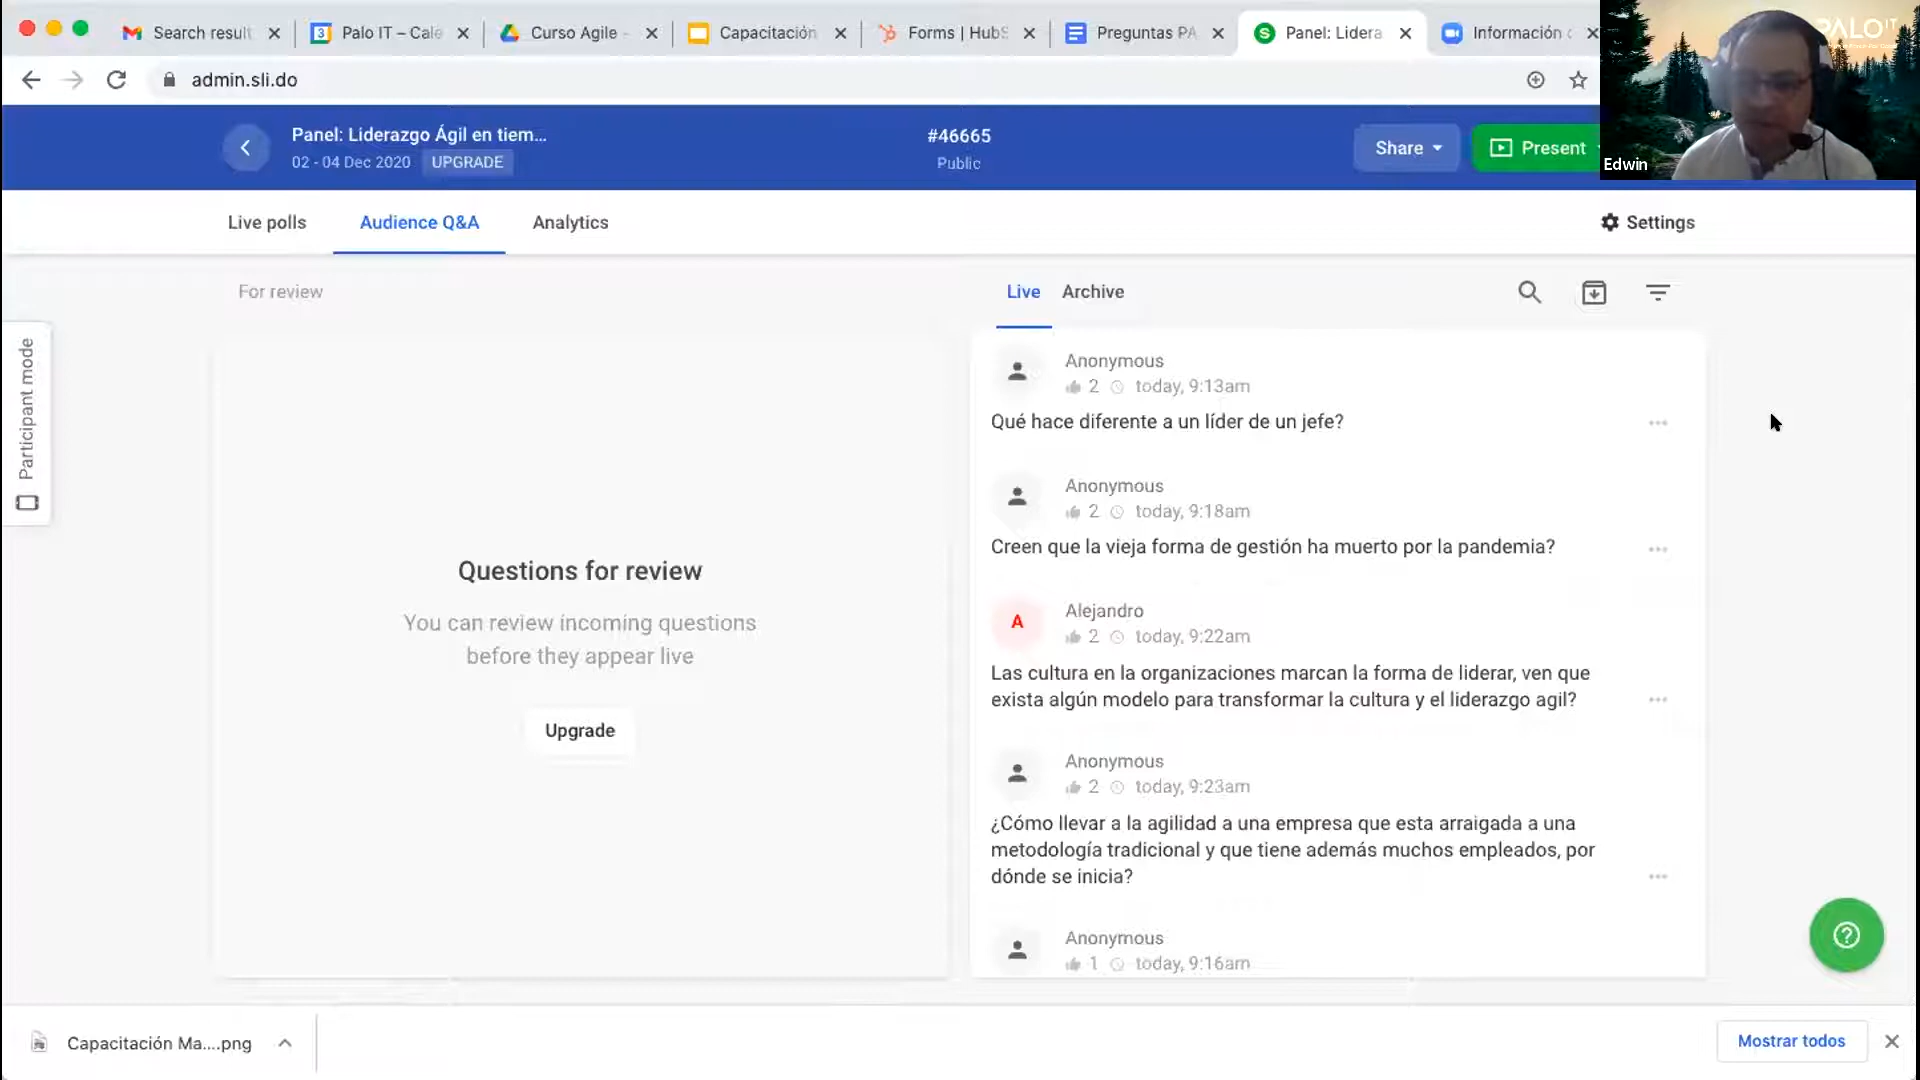 Search result
Palo IT – Cale
Curso Agile -
Capacitación
Forms | HubS
Preguntas PA
Panel: Lidera
Información
admin.sli.do
PALO IT
Edwin
Panel: Liderazgo Ágil en tiem...
02 - 04 Dec 2020 UPGRADE
#46665
Public
Share
Present
Live polls
Audience Q&A
Analytics
Settings
Participant mode
For review
Questions for review
You can review incoming questions
before they appear live
Upgrade
Live
Archive
Anonymous
2 today, 9:13am
Qué hace diferente a un líder de un jefe?
Anonymous
2 today, 9:18am
Creen que la vieja forma de gestión ha muerto por la pandemia?
A
Alejandro
2 today, 9:22am
Las cultura en la organizaciones marcan la forma de liderar, ven que
exista algún modelo para transformar la cultura y el liderazgo agil?
Anonymous
2 today, 9:23am
¿Cómo llevar a la agilidad a una empresa que esta arraigada a una
metodología tradicional y que tiene además muchos empleados, por
dónde se inicia?
Anonymous
1 today, 9:16am
Capacitación Ma....png
Mostrar todos